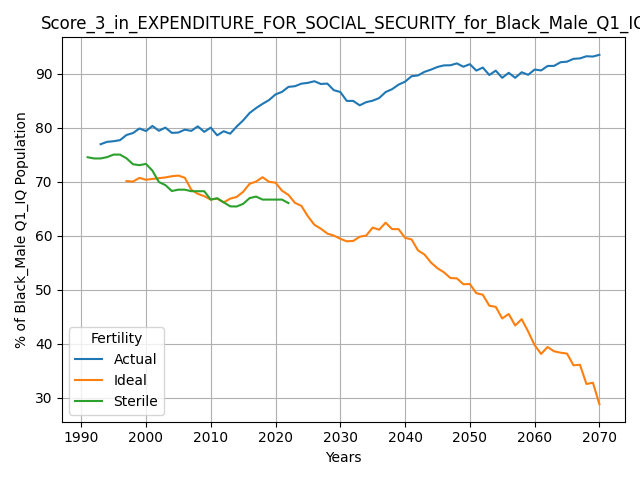 Score_3_in_EXPENDITURE_FOR_SOCIAL_SECURITY_for_Black_Male_Q1_IQ
% of Black_Male Q1_IQ Population
90
80
70
60
50
40
30
Fertility
Actual
Ideal
Sterile
1990 2000 2010 2020 2030 2040 2050 2060 2070
Years